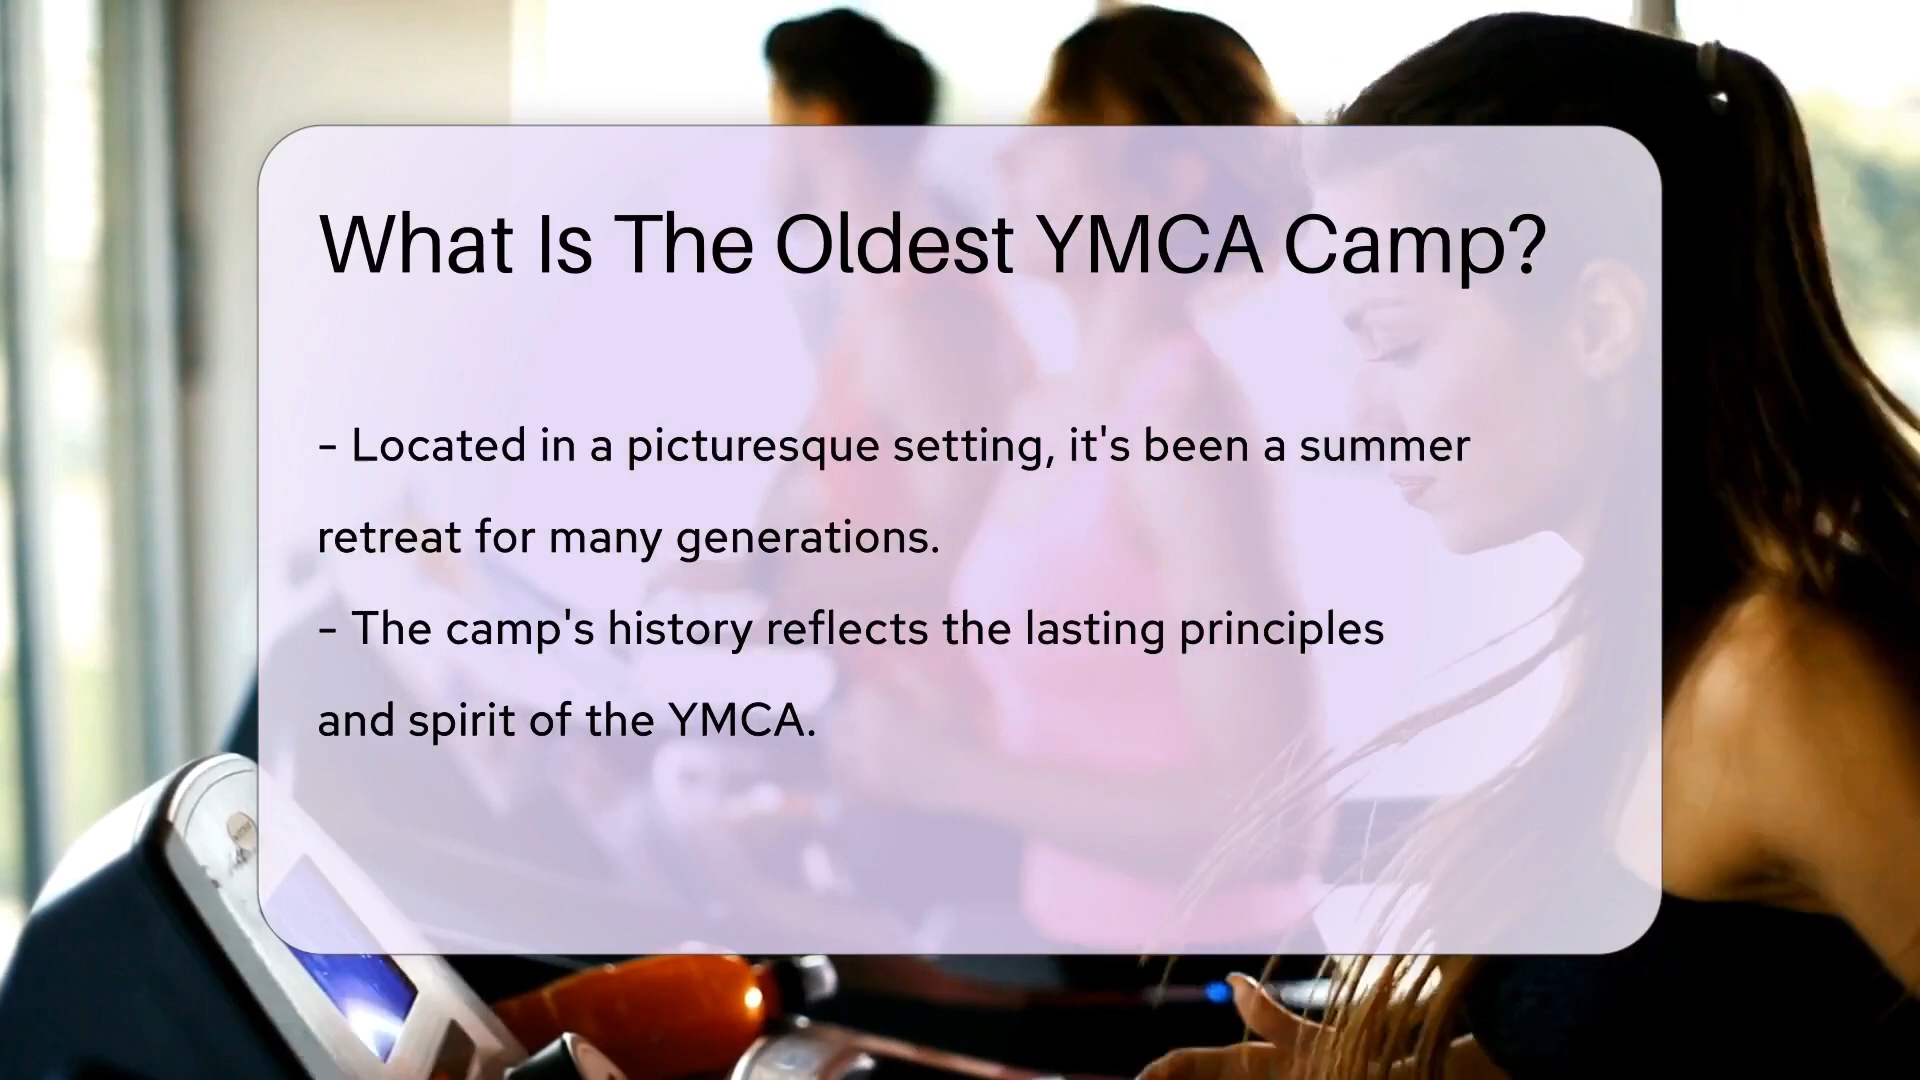 What Is The Oldest YMCA Camp?
- Located in a picturesque setting, it's been a summer
retreat for many generations.
- The camp's history reflects the lasting principles
and spirit of the YMCA.